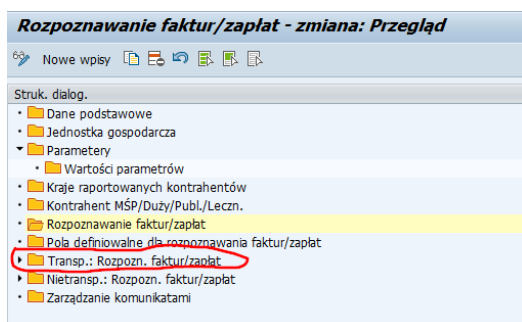 Rozpoznawanie faktur/zapłat - zmiana: Przegląd
Nowe wpisy
Struk. dialog.
Dane podstawowe
Jednostka gospodarcza
Parametery
Wartości parametrów
Kraje raportowanych kontrahentów
Kontrahent MŚP/Duży/Publ./Leczn.
Rozpoznawanie faktur/zapłat
Pola definiowalne dla rozpoznawania faktur/zapłat
Transp.: Rozpozn. faktur/zapłat
Nietransp.: Rozpozn. faktur/zapłat
Zarządzanie komunikatami